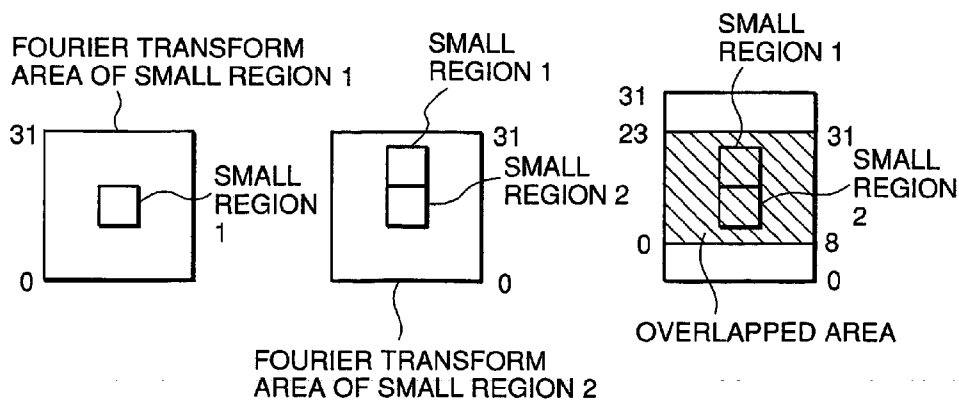 FOURIER TRANSFORM
AREA OF SMALL REGION 1
31
SMALL
REGION
1
0
SMALL
REGION 1
31
SMALL
REGION 2
0
FOURIER TRANSFORM
AREA OF SMALL REGION 2
SMALL
REGION 1
31
23
31
SMALL
REGION
2
0
8
0
OVERLAPPED AREA